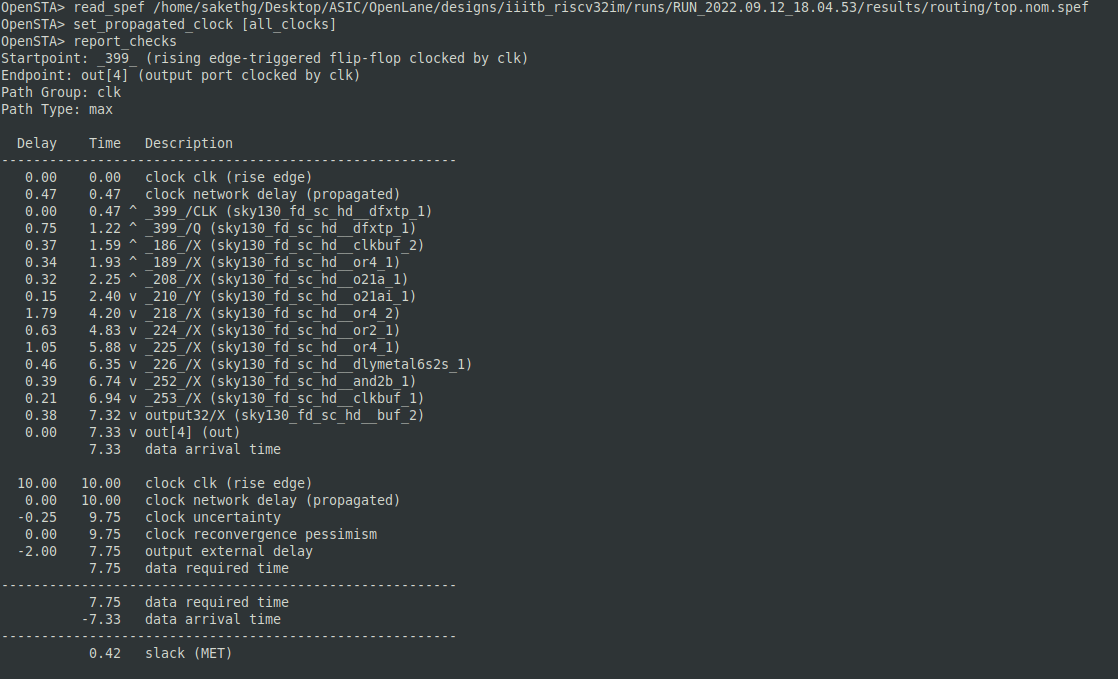 OpenSTA> read_spef /home/sakethg/Desktop/ASIC/OpenLane/designs/iiitb_riscv32im/runs/RUN_2022.09.12_18.04.53/results/routing/top.nom.spef
OpenSTA> set_propagated_clock [all_clocks]
OpenSTA> report_checks
Startpoint: _399_ (rising edge-triggered flip-flop clocked by clk)
Endpoint: out[4] (output port clocked by clk)
Path Group: clk
Path Type: max

  Delay    Time   Description
---------------------------------------------------------
   0.00    0.00   clock clk (rise edge)
   0.47    0.47   clock network delay (propagated)
   0.00    0.47 ^ _399_/CLK (sky130_fd_sc_hd__dfxtp_1)
   0.75    1.22 ^ _399_/Q (sky130_fd_sc_hd__dfxtp_1)
   0.37    1.59 ^ _186_/X (sky130_fd_sc_hd__clkbuf_2)
   0.34    1.93 ^ _189_/X (sky130_fd_sc_hd__or4_1)
   0.32    2.25 ^ _208_/X (sky130_fd_sc_hd__o21a_1)
   0.15    2.40 v _210_/Y (sky130_fd_sc_hd__o21ai_1)
   1.79    4.20 v _218_/X (sky130_fd_sc_hd__or4_2)
   0.63    4.83 v _224_/X (sky130_fd_sc_hd__or2_1)
   1.05    5.88 v _225_/X (sky130_fd_sc_hd__or4_1)
   0.46    6.35 v _226_/X (sky130_fd_sc_hd__dlymetal6s2s_1)
   0.39    6.74 v _252_/X (sky130_fd_sc_hd__and2b_1)
   0.21    6.94 v _253_/X (sky130_fd_sc_hd__clkbuf_1)
   0.38    7.32 v output32/X (sky130_fd_sc_hd__buf_2)
   0.00    7.33 v out[4] (out)
           7.33   data arrival time

  10.00   10.00   clock clk (rise edge)
   0.00   10.00   clock network delay (propagated)
  -0.25    9.75   clock uncertainty
   0.00    9.75   clock reconvergence pessimism
  -2.00    7.75   output external delay
           7.75   data required time
---------------------------------------------------------
           7.75   data required time
          -7.33   data arrival time
---------------------------------------------------------
           0.42   slack (MET)